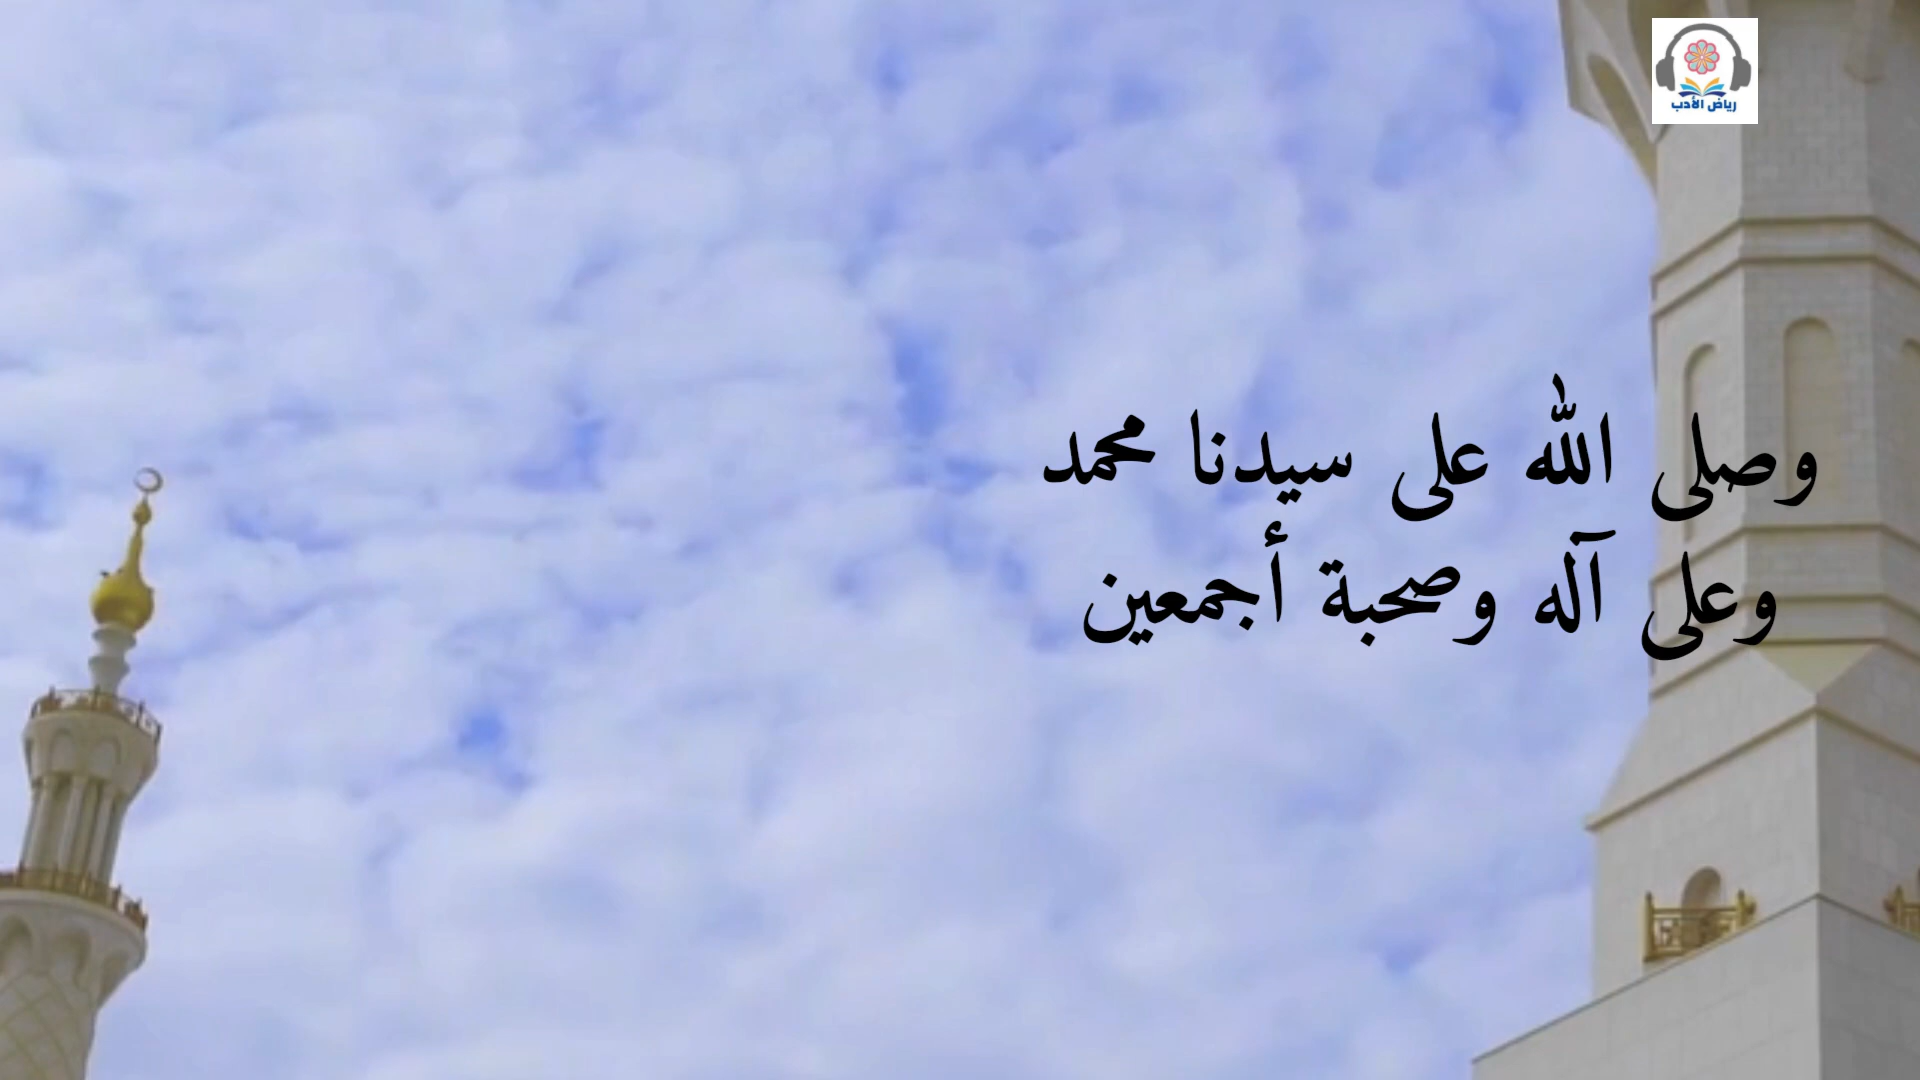 رياض الأدب
وصلى الله على سيدنا محمد
وعلى آله وصحبة أجمعين